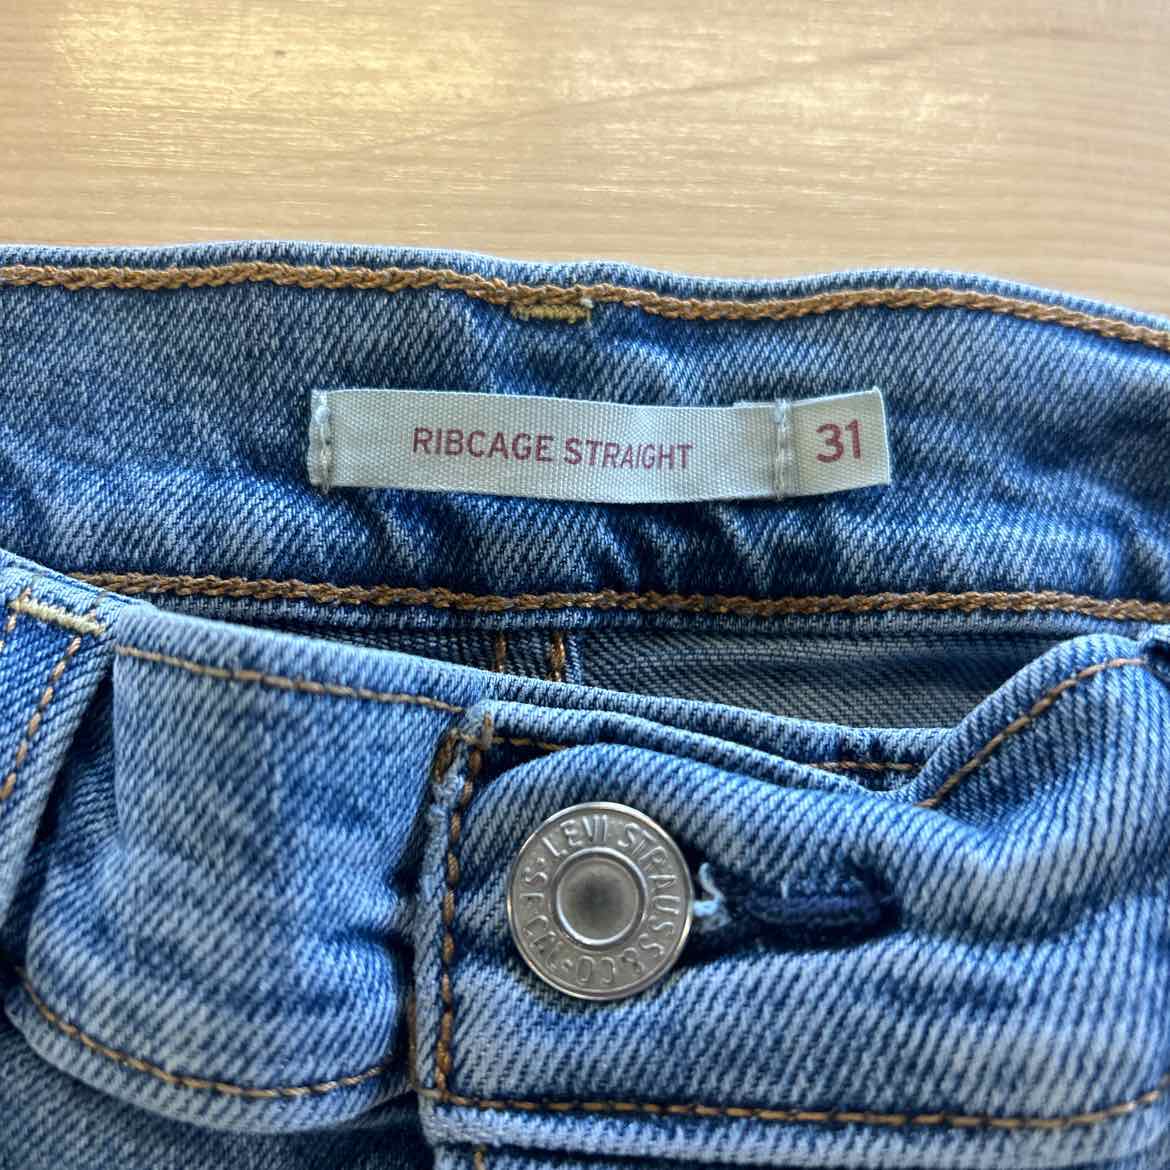 RIBCAGE STRAIGHT 31
LEVI STRAUSS & CO. S.F. CAL.